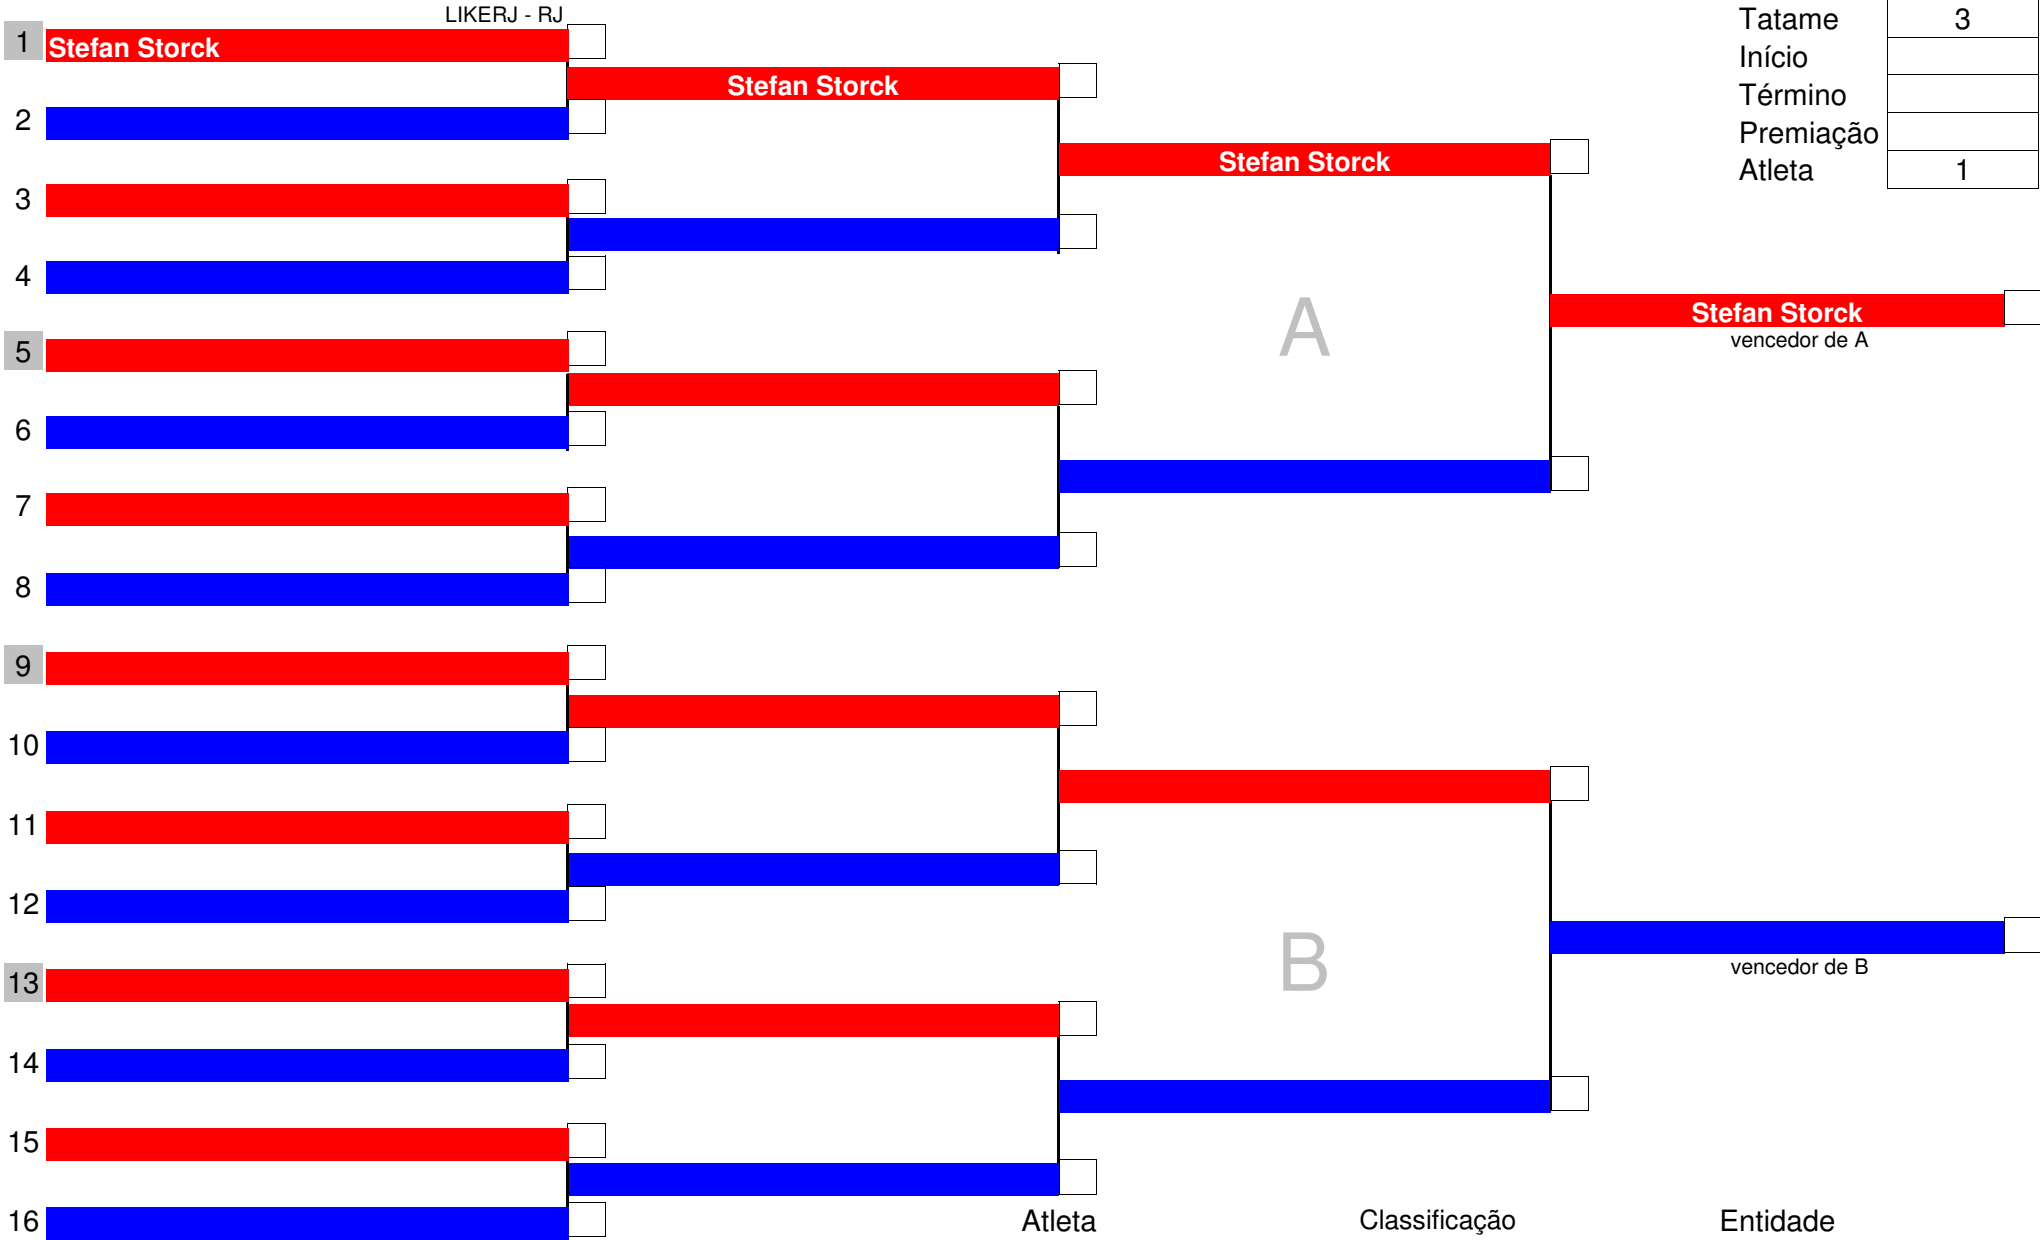 LIKERJ - RJ
Tatame 3
1 Stefan Storck
Início
Stefan Storck
Término
2
Premiação
Stefan Storck
Atleta 1
3
4
A
Stefan Storck
vencedor de A
5
6
7
8
9
10
11
12
B
vencedor de B
13
14
15
16
Atleta Classificação Entidade